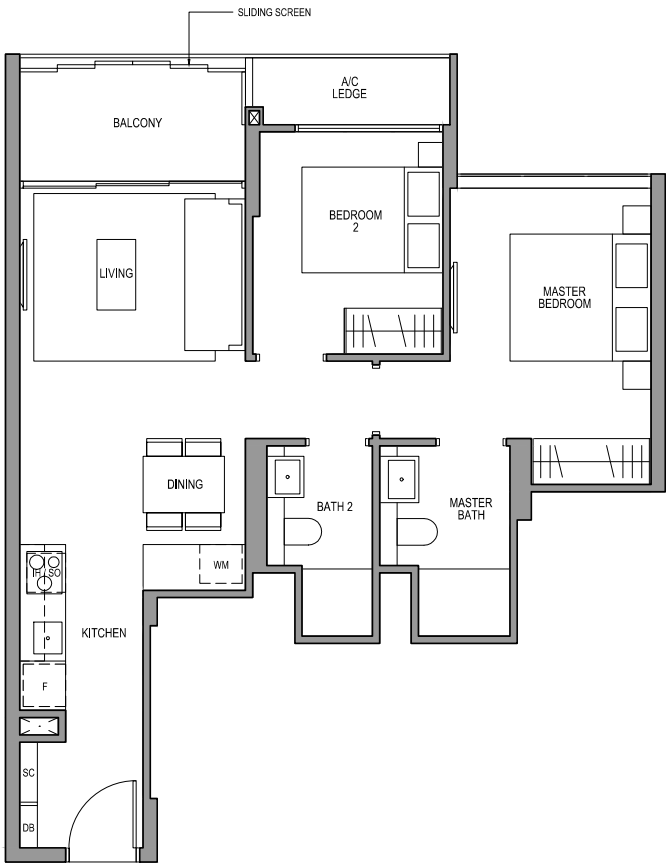 SLIDING SCREEN
A/C
LEDGE
BALCONY
BEDROOM
2
LIVING
MASTER
BEDROOM
DINING
BATH 2
MASTER
BATH
WM
IH / SO
KITCHEN
F
SC
DB